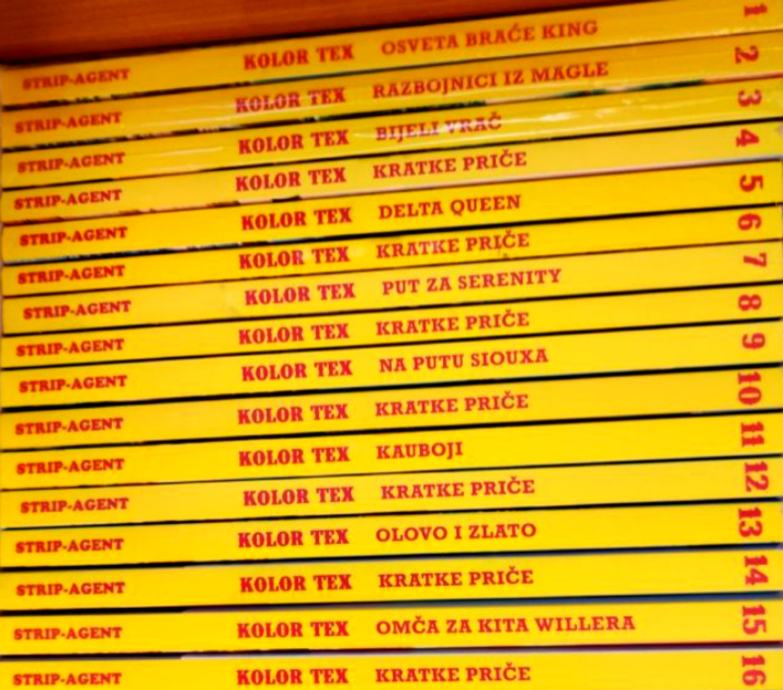 STRIP-AGENT KOLOR TEX OSVETA BRAĆE KING 1
STRIP-AGENT KOLOR TEX RAZBOJNICI IZ MAGLE 2
STRIP-AGENT KOLOR TEX BIJELI VRAČ 3
STRIP-AGENT KOLOR TEX KRATKE PRIČE 4
STRIP-AGENT KOLOR TEX DELTA QUEEN 5
STRIP-AGENT KOLOR TEX KRATKE PRIČE 6
STRIP-AGENT KOLOR TEX PUT ZA SERENITY 7
STRIP-AGENT KOLOR TEX KRATKE PRIČE 8
STRIP-AGENT KOLOR TEX NA PUTU SIOUXA 9
STRIP-AGENT KOLOR TEX KRATKE PRIČE 10
STRIP-AGENT KOLOR TEX KAUBOJI 11
STRIP-AGENT KOLOR TEX KRATKE PRIČE 12
STRIP-AGENT KOLOR TEX OLOVO I ZLATO 13
STRIP-AGENT KOLOR TEX KRATKE PRIČE 14
STRIP-AGENT KOLOR TEX OMČA ZA KITA WILLERA 15
STRIP-AGENT KOLOR TEX KRATKE PRIČE 16